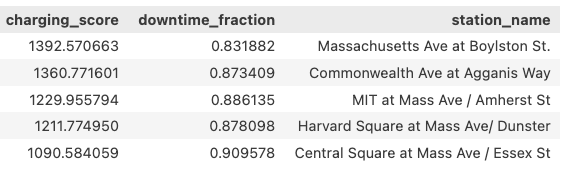 charging_score downtime_fraction station_name
1392.570663 0.831882 Massachusetts Ave at Boylston St.
1360.771601 0.873409 Commonwealth Ave at Agganis Way
1229.955794 0.886135 MIT at Mass Ave / Amherst St
1211.774950 0.878098 Harvard Square at Mass Ave/ Dunster
1090.584059 0.909578 Central Square at Mass Ave / Essex St